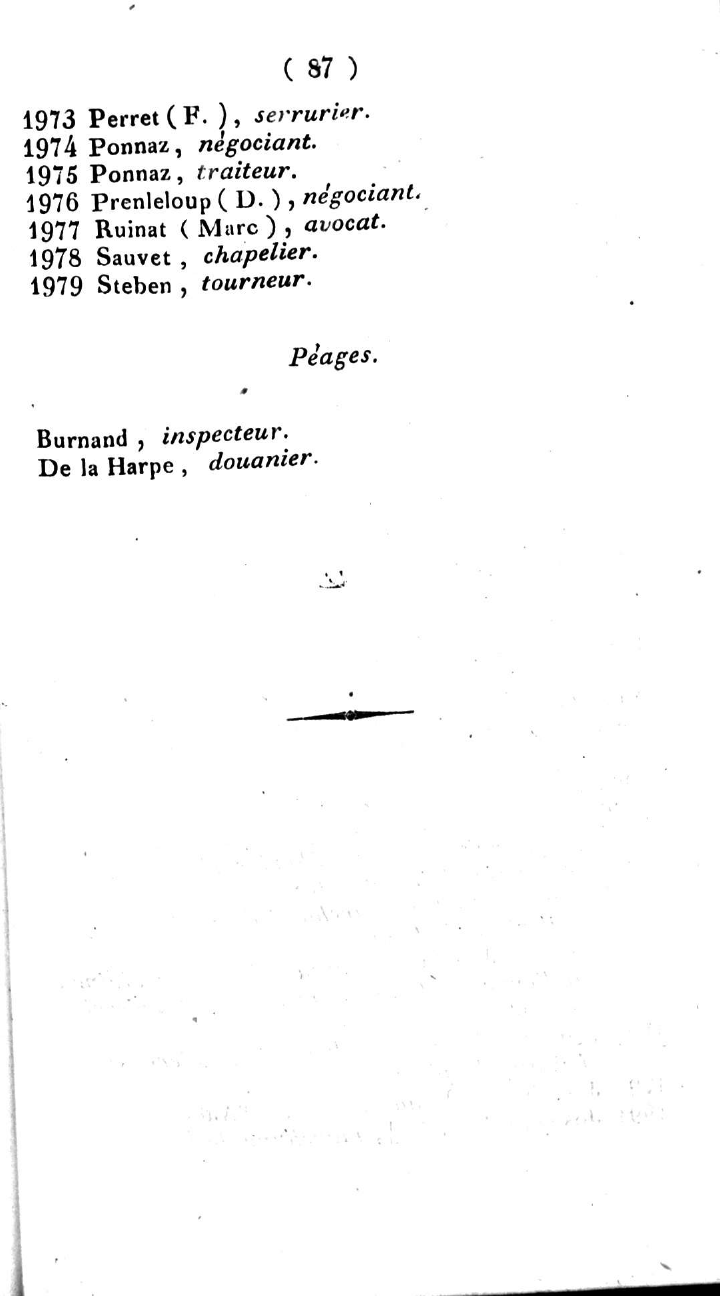 ( 87 )
1973 Perret ( F. ) , serrurier.
1974 Ponnaz , négociant.
1975 Ponnaz , traiteur.
1976 Prenleloup ( D. ) , négociant.
1977 Ruinat ( Marc ) , avocat.
1978 Sauvet , chapelier.
1979 Steben , tourneur.
Péages.
Burnand , inspecteur.
De la Harpe , douanier.